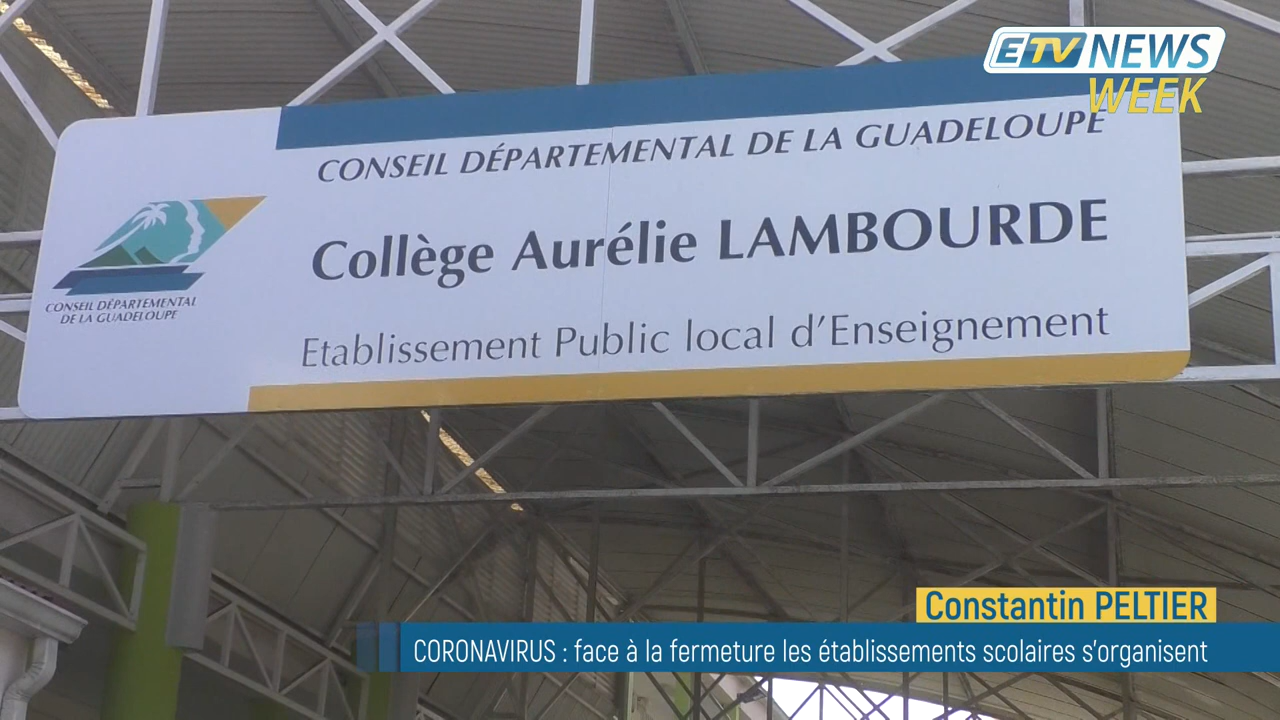 ETV NEWS
WEEK
CONSEIL DÉPARTEMENTAL DE LA GUADELOUPE
Collège Aurélie LAMBOURDE
Etablissement Public local d'Enseignement
CONSEIL DÉPARTEMENTAL
DE LA GUADELOUPE
Constantin PELTIER
CORONAVIRUS : face à la fermeture les établissements scolaires s'organisent